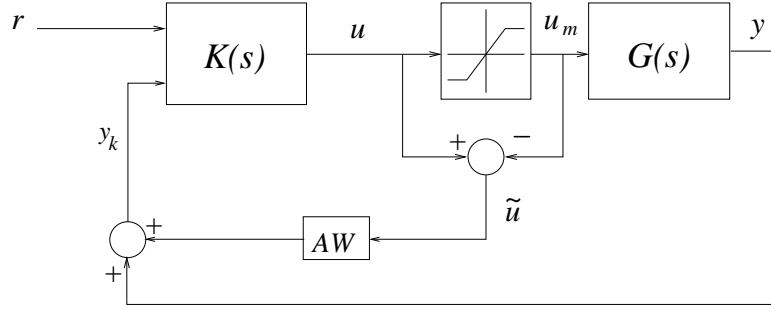 r
K(s)
u
u_m
G(s)
y
y_k
+
−
ũ
+
AW
+